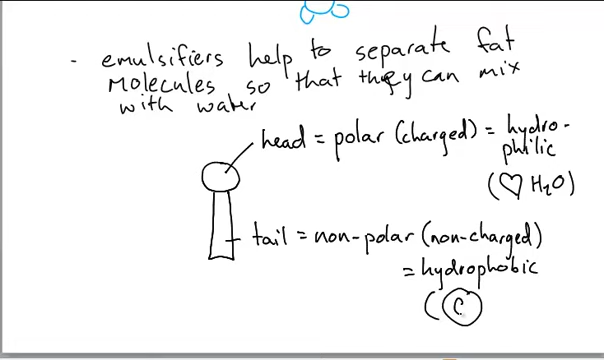 - emulsifiers help to separate fat
molecules so that they can mix
with water
head = polar (charged) = hydro-
philic
(♡ H₂O)
tail = non-polar (non-charged)
= hydrophobic
(